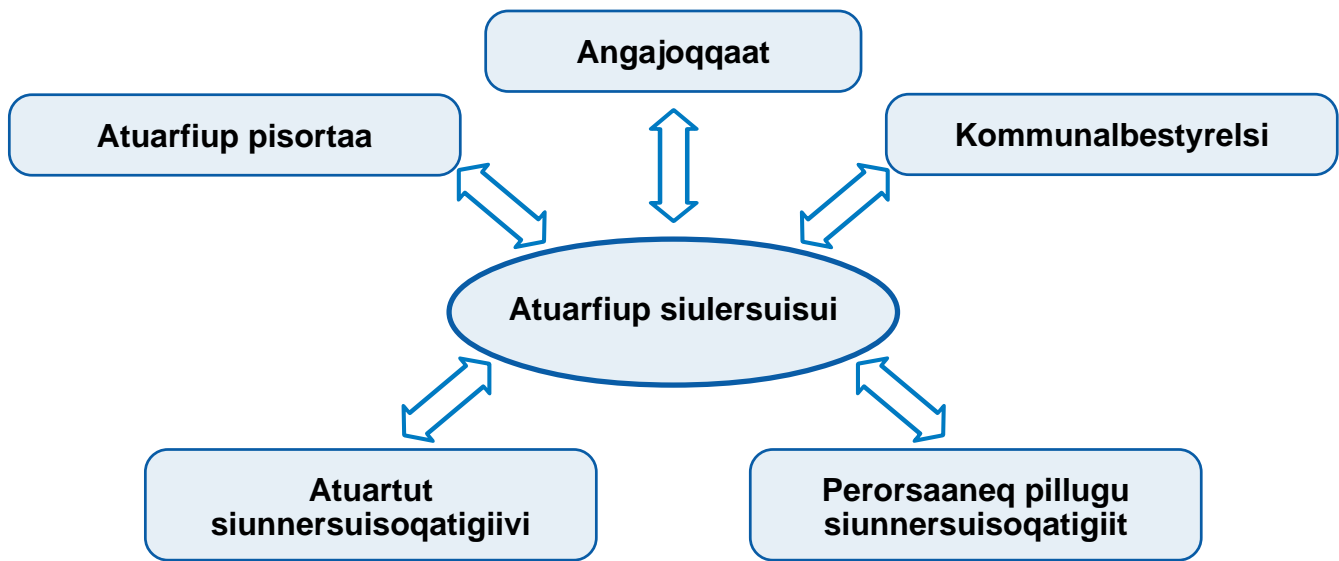 Angajoqqaat
Atuarfiup pisortaa
Kommunalbestyrelsi
Atuarfiup siulersuisui
Atuartut
siunnersuisoqatigiivi
Perorsaaneq pillugu
siunnersuisoqatigiit